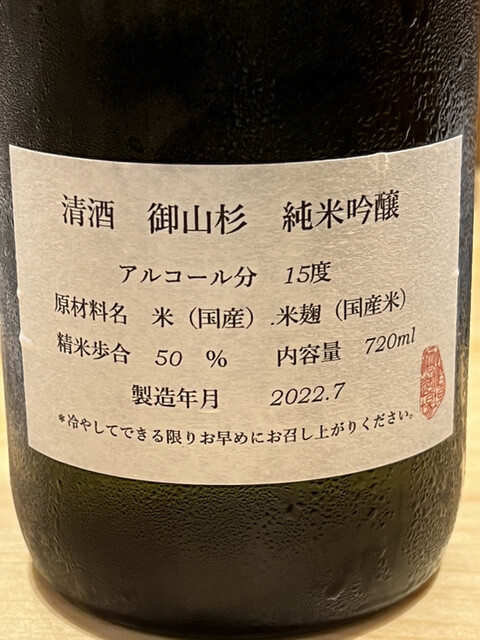 清酒 御山杉 純米吟醸
アルコール分 15度
原材料名 米（国産）.米麹（国産米）
精米歩合 50 % 内容量 720ml
製造年月 2022.7
*冷やしてできる限りお早めにお召し上がりください。